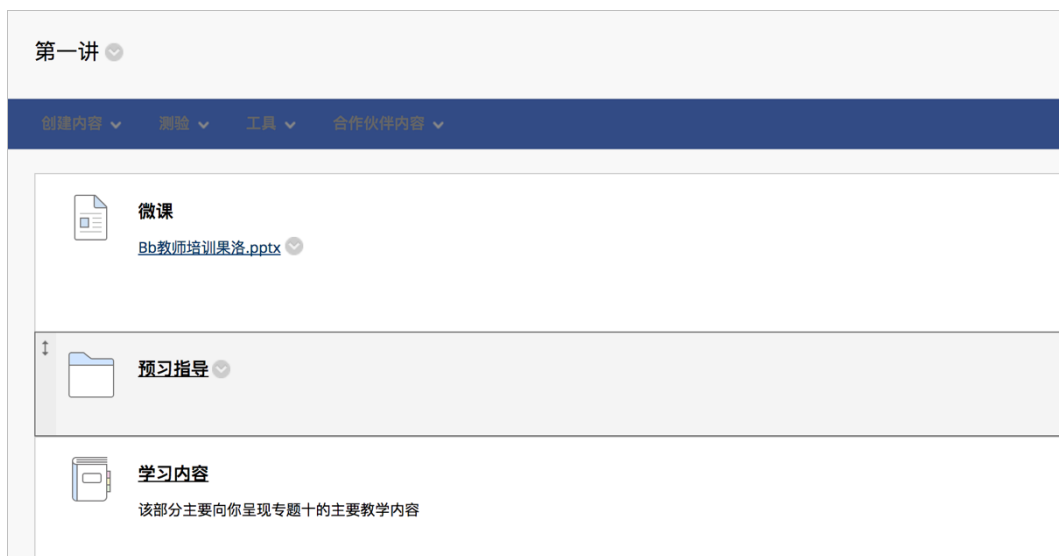 第一讲
创建内容 测验 工具 合作伙伴内容
微课
Bb教师培训果洛.pptx
预习指导
学习内容
该部分主要向你呈现专题十的主要教学内容